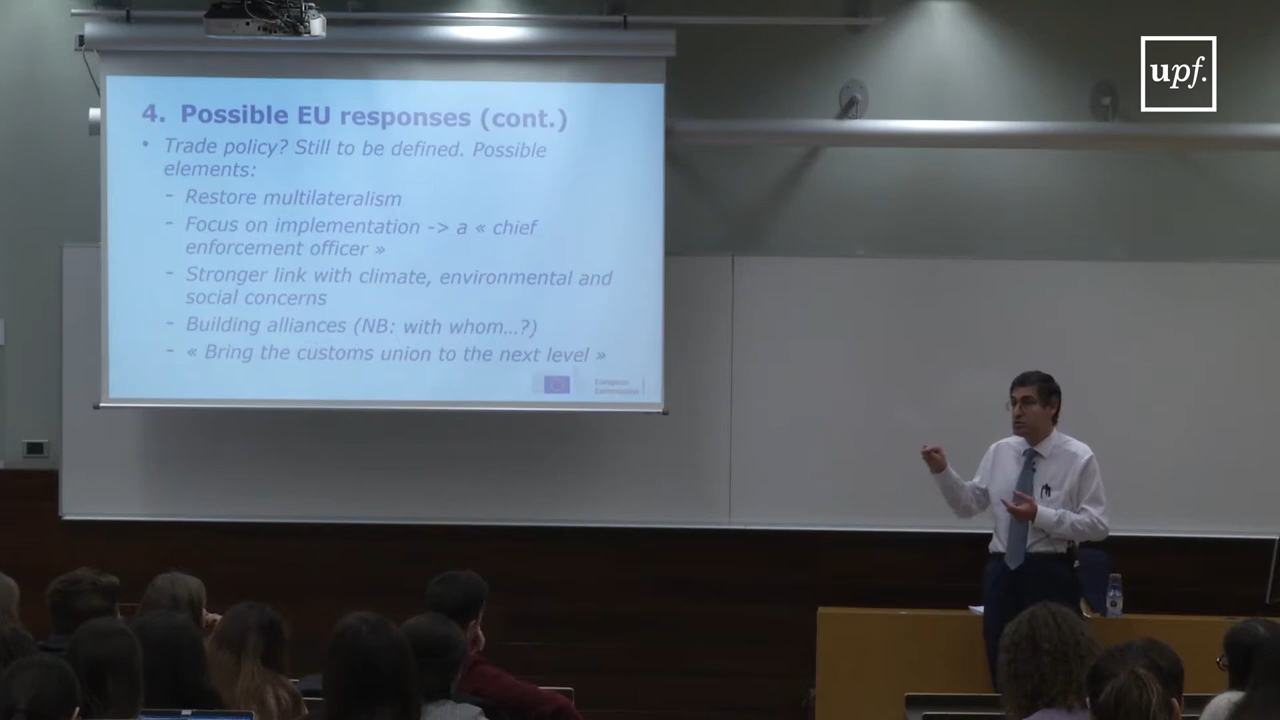 upf.
4. Possible EU responses (cont.)
• Trade policy? Still to be defined. Possible
elements:
- Restore multilateralism
- Focus on implementation -> a « chief
enforcement officer »
- Stronger link with climate, environmental and
social concerns
- Building alliances (NB: with whom...?)
- « Bring the customs union to the next level »
European
Commission